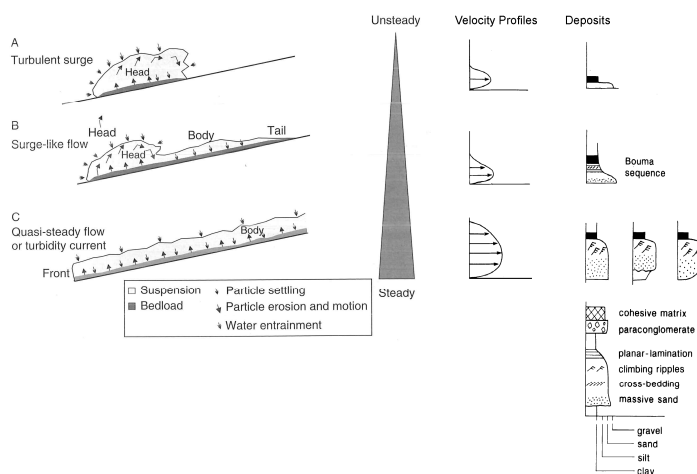 Unsteady
Velocity Profiles
Deposits
A
Turbulent surge
Head
B
Head
Surge-like flow
Head
Body
Tail
Bouma
sequence
C
Quasi-steady flow
or turbidity current
Body
Front
Steady
Suspension
Particle settling
Bedload
Particle erosion and motion
Water entrainment
cohesive matrix
paraconglomerate
planar-lamination
climbing ripples
cross-bedding
massive sand
gravel
sand
silt
clay